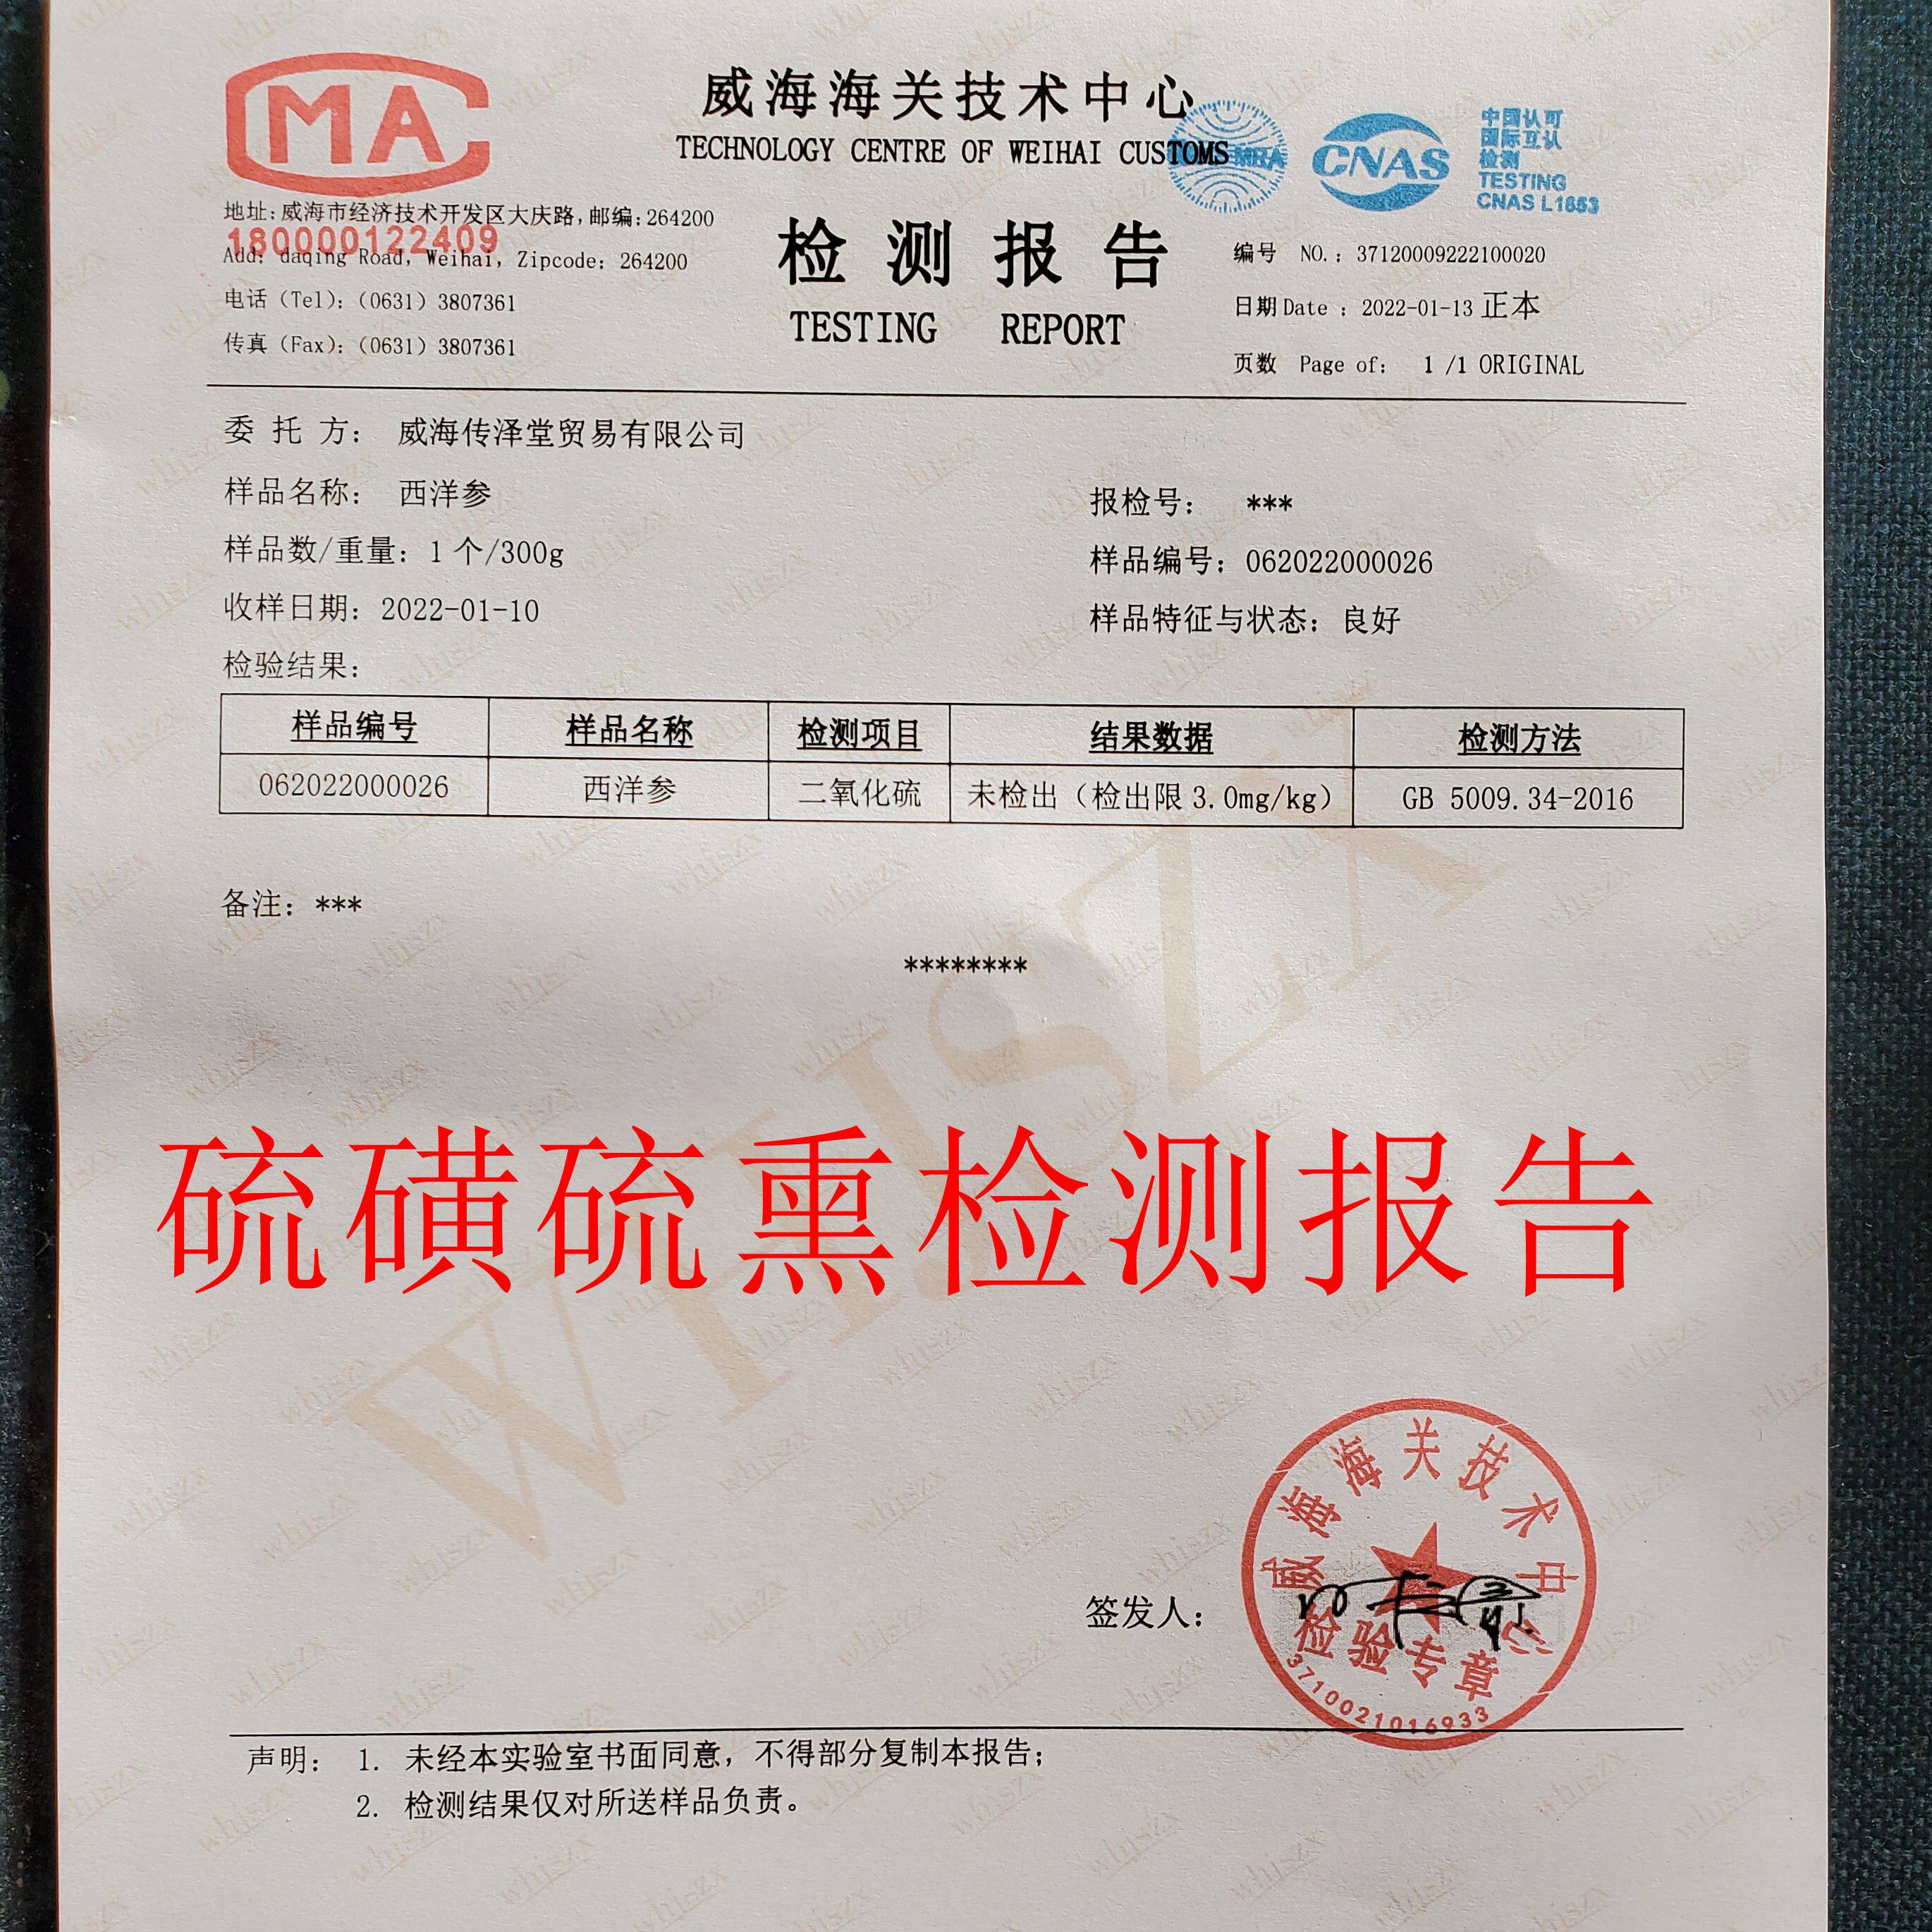 MA
威海海关技术中心
TECHNOLOGY CENTRE OF WEIHAI CUSTOMS
MRA
CNAS
中国认可
国际互认
检测
TESTING
CNAS L1853
地址:威海市经济技术开发区大庆路,邮编:264200
180000122409
Add: daqing Road, Weihai, Zipcode: 264200
电话(Tel):(0631)3807361
传真(Fax):(0631)3807361
检测报告
TESTING REPORT
编号 NO.: 37120009222100020
日期Date : 2022-01-13 正本
页数 Page of: 1 /1 ORIGINAL
委 托 方: 威海传泽堂贸易有限公司
样品名称: 西洋参
报检号: ***
样品数/重量: 1 个/300g
样品编号: 062022000026
收样日期: 2022-01-10
样品特征与状态: 良好
检验结果:
样品编号 样品名称 检测项目 结果数据 检测方法
062022000026 西洋参 二氧化硫 未检出(检出限 3.0mg/kg) GB 5009.34-2016
备注: ***
********
WHJSZX
whjszx
硫磺硫熏检测报告
签发人:
威海海关技术中心
检验专章
3710021016933
声明: 1. 未经本实验室书面同意,不得部分复制本报告;
2. 检测结果仅对所送样品负责。